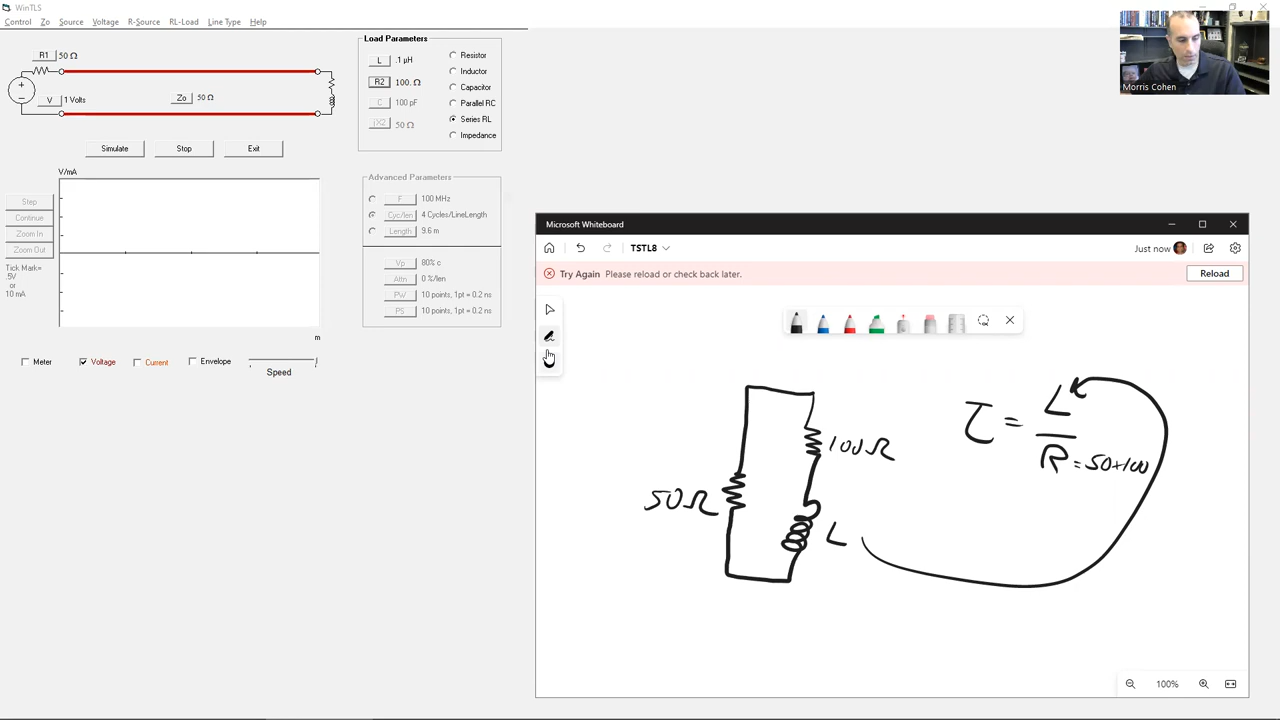 WinTLS
Control Zo Source Voltage R-Source RL-Load Line Type Help
R1 50 Ω
V 1 Volts
Zo 50 Ω
Simulate Stop Exit
V/mA
Step
Continue
Zoom In
Zoom Out
Tick Mark=
.5V
or
10 mA
m
Meter Voltage Current Envelope
Speed
Load Parameters
L .1 µH
R2 100. Ω
C 100 pF
jX2 50 Ω
Resistor
Inductor
Capacitor
Parallel RC
Series RL
Impedance
Advanced Parameters
F 100 MHz
Cyc/len 4 Cycles/LineLength
Length 9.6 m
Vp 80% c
Attn 0 %/len
PW 10 points, 1pt = 0.2 ns
PS 10 points, 1pt = 0.2 ns
Morris Cohen
Microsoft Whiteboard
TSTL8
Just now
Try Again Please reload or check back later.
Reload
50Ω
100Ω
L
τ = L
R = 50+100
100%